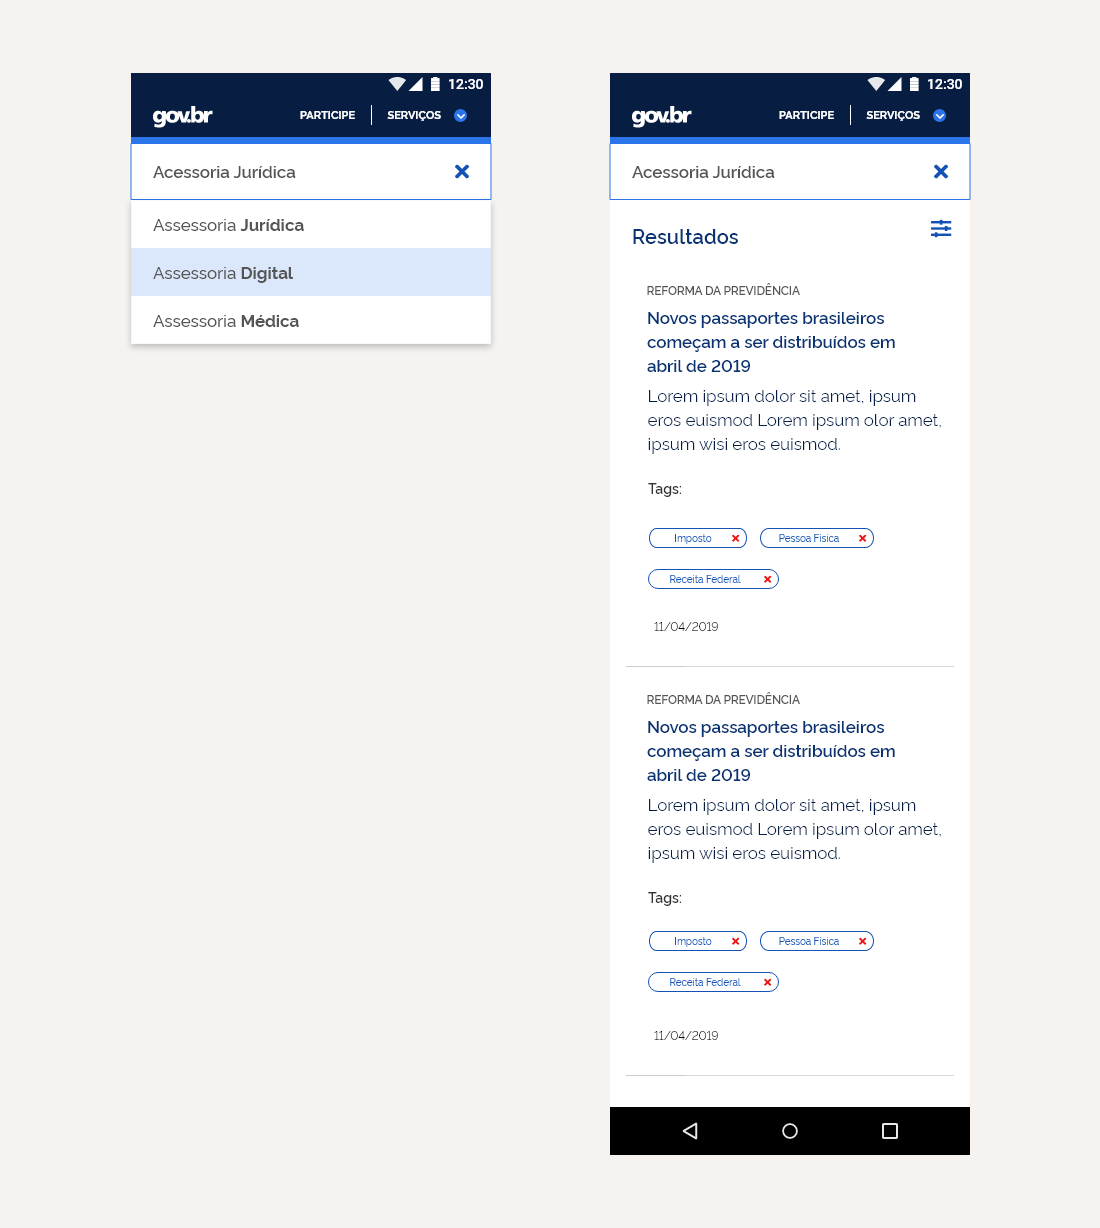 12:30
gov.br
PARTICIPE
SERVIÇOS
Acessoria Jurídica
Assessoria Jurídica
Assessoria Digital
Assessoria Médica
12:30
gov.br
PARTICIPE
SERVIÇOS
Acessoria Jurídica
Resultados
REFORMA DA PREVIDÊNCIA
Novos passaportes brasileiros
começam a ser distribuídos em
abril de 2019
Lorem ipsum dolor sit amet, ipsum
eros euismod Lorem ipsum olor amet,
ipsum wisi eros euismod.
Tags:
Imposto
Pessoa Física
Receita Federal
11/04/2019
REFORMA DA PREVIDÊNCIA
Novos passaportes brasileiros
começam a ser distribuídos em
abril de 2019
Lorem ipsum dolor sit amet, ipsum
eros euismod Lorem ipsum olor amet,
ipsum wisi eros euismod.
Tags:
Imposto
Pessoa Física
Receita Federal
11/04/2019